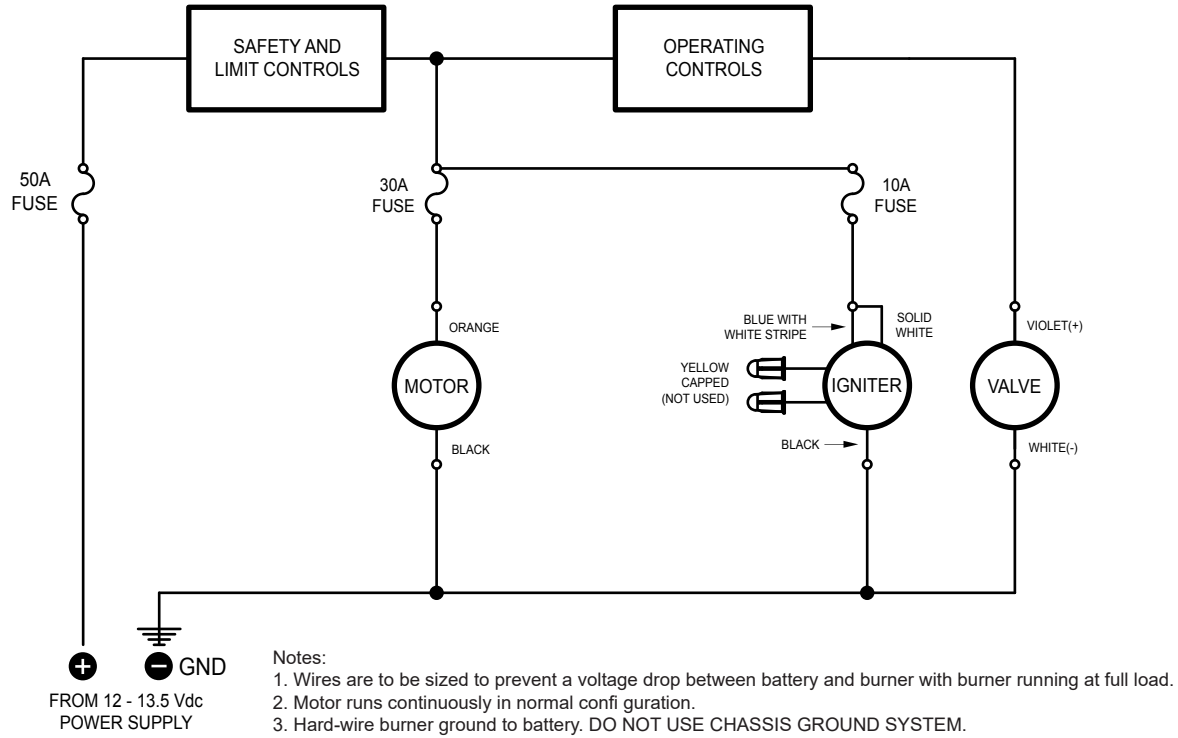 SAFETY AND
LIMIT CONTROLS
OPERATING
CONTROLS
50A
FUSE
30A
FUSE
10A
FUSE
ORANGE
BLUE WITH
WHITE STRIPE
SOLID
WHITE
VIOLET(+)
YELLOW
CAPPED
(NOT USED)
MOTOR
IGNITER
VALVE
BLACK
BLACK
WHITE(-)
+
− GND
FROM 12 - 13.5 Vdc
POWER SUPPLY
Notes:
1. Wires are to be sized to prevent a voltage drop between battery and burner with burner running at full load.
2. Motor runs continuously in normal confi guration.
3. Hard-wire burner ground to battery. DO NOT USE CHASSIS GROUND SYSTEM.